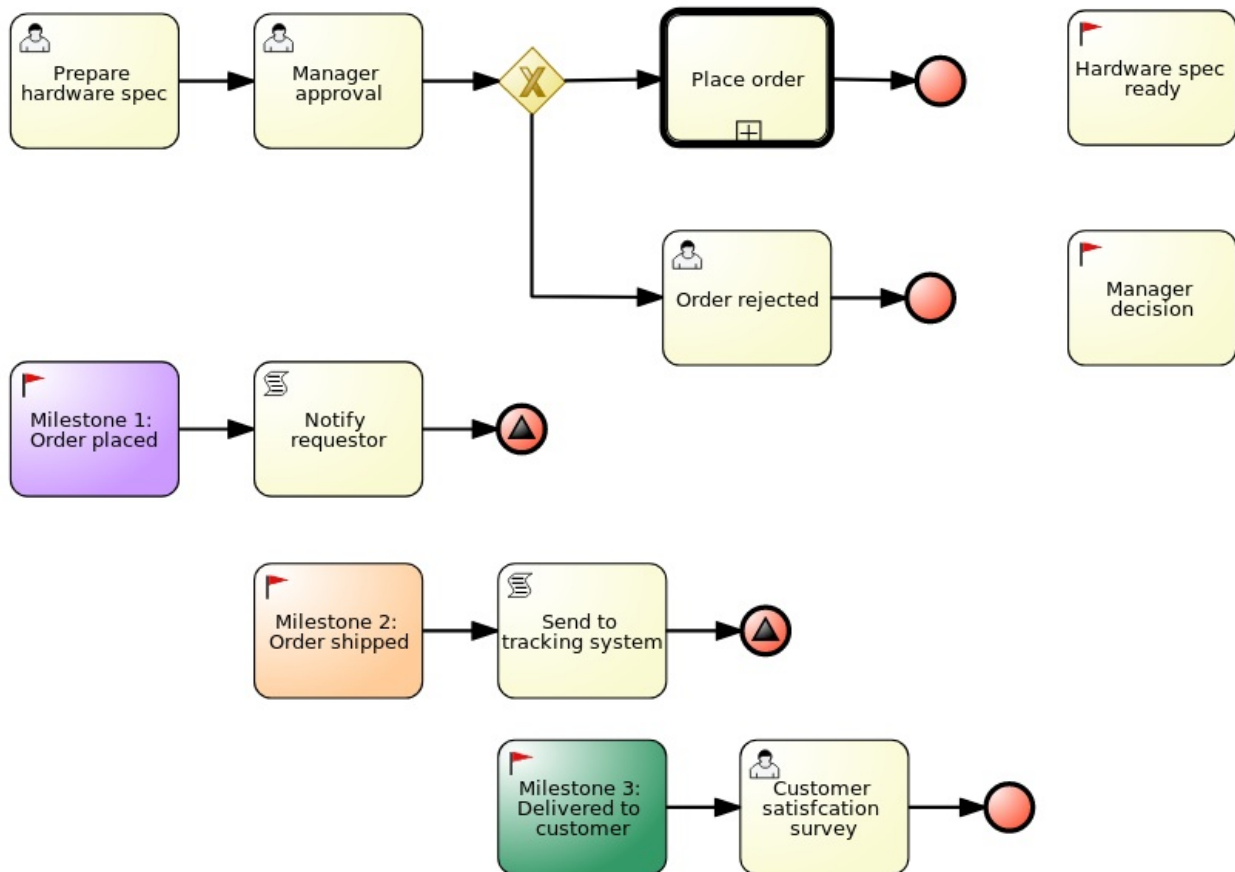 Prepare
hardware spec
Manager
approval
Place order
Hardware spec
ready
Order rejected
Manager
decision
Milestone 1:
Order placed
Notify
requestor
Milestone 2:
Order shipped
Send to
tracking system
Milestone 3:
Delivered to
customer
Customer
satisfcation
survey